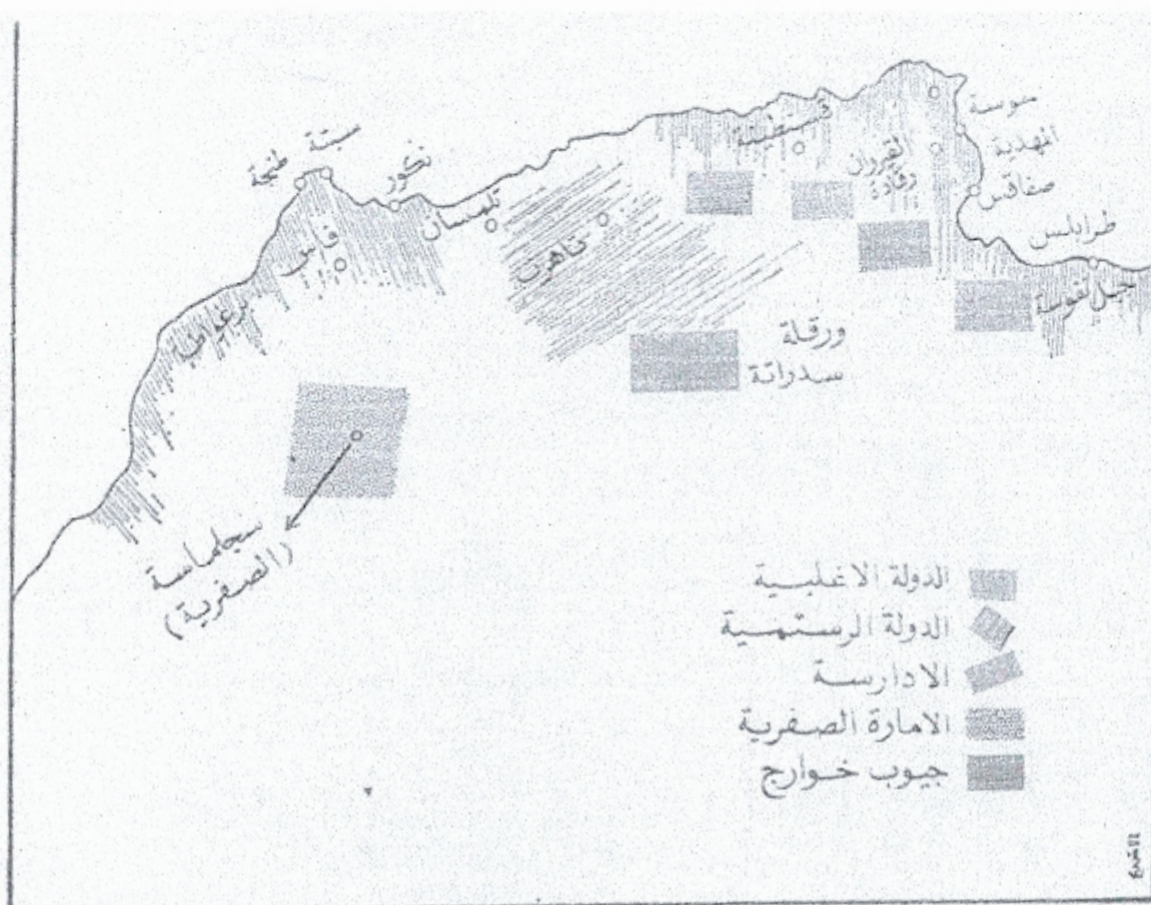 سبتة
طنجة
نكور
تلمسان
فاس
تاهرت
قسنطينة
القيروان
رقادة
سوسة
المهدية
صفاقس
طرابلس
جبل نفوسة
ورقلة
سدراتة
سجلماسة
(الصفرية)
الدولة الاغلبية
الدولة الرستمية
الادارسة
الامارة الصفرية
جيوب خوارج